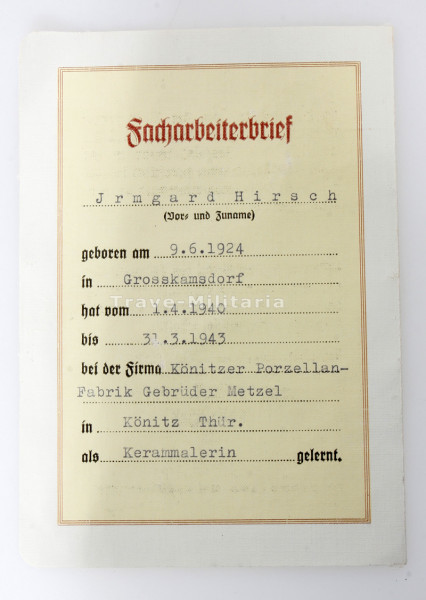 Facharbeiterbrief
Jrmgard Hirsch
(Vor= und Zuname)
geboren am 9.6.1924
in Grosskamsdorf
Trave-Militaria
hat vom 1.4.1940
bis 31.3.1943
bei der Firma Könitzer Porzellan-
Fabrik Gebrüder Metzel
in Könitz Thür.
als Kerammalerin gelernt.